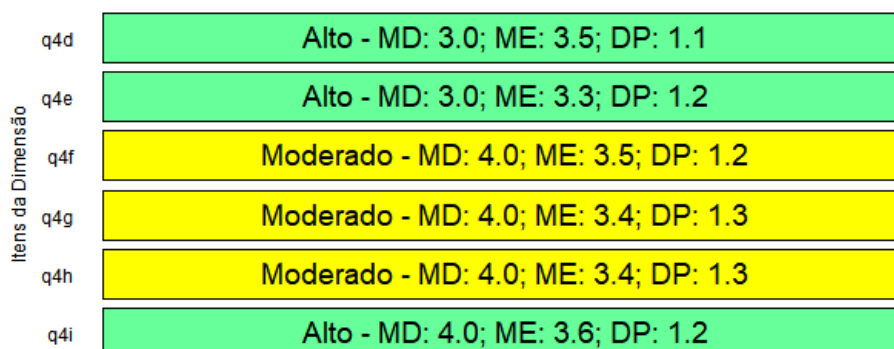 Itens da Dimensão
q4d Alto - MD: 3.0; ME: 3.5; DP: 1.1
q4e Alto - MD: 3.0; ME: 3.3; DP: 1.2
q4f Moderado - MD: 4.0; ME: 3.5; DP: 1.2
q4g Moderado - MD: 4.0; ME: 3.4; DP: 1.3
q4h Moderado - MD: 4.0; ME: 3.4; DP: 1.3
q4i Alto - MD: 4.0; ME: 3.6; DP: 1.2